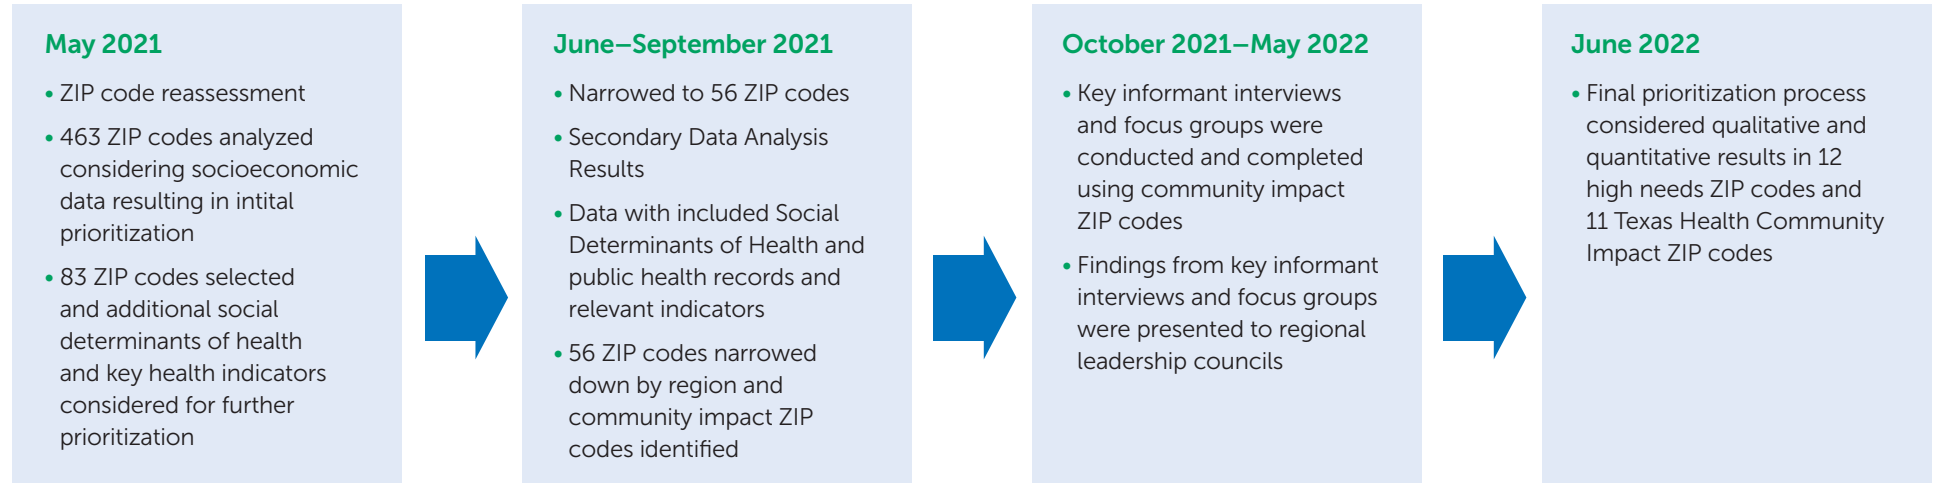 May 2021
• ZIP code reassessment
• 463 ZIP codes analyzed
considering socioeconomic
data resulting in intital
prioritization
• 83 ZIP codes selected
and additional social
determinants of health
and key health indicators
considered for further
prioritization
June–September 2021
• Narrowed to 56 ZIP codes
• Secondary Data Analysis
Results
• Data with included Social
Determinants of Health and
public health records and
relevant indicators
• 56 ZIP codes narrowed
down by region and
community impact ZIP
codes identified
October 2021–May 2022
• Key informant interviews
and focus groups were
conducted and completed
using community impact
ZIP codes
• Findings from key informant
interviews and focus groups
were presented to regional
leadership councils
June 2022
• Final prioritization process
considered qualitative and
quantitative results in 12
high needs ZIP codes and
11 Texas Health Community
Impact ZIP codes